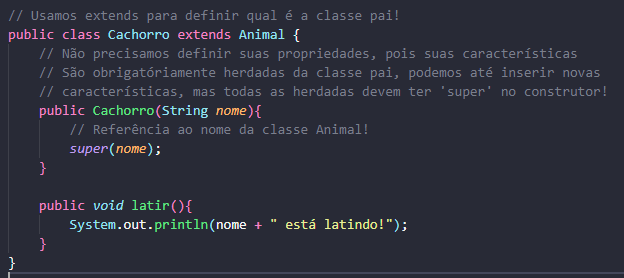 // Usamos extends para definir qual é a classe pai!
public class Cachorro extends Animal {
// Não precisamos definir suas propriedades, pois suas características
// São obrigatóriamente herdadas da classe pai, podemos até inserir novas
// características, mas todas as herdadas devem ter 'super' no construtor!
public Cachorro(String nome){
// Referência ao nome da classe Animal!
super(nome);
}
public void latir(){
System.out.println(nome + " está latindo!");
}
}